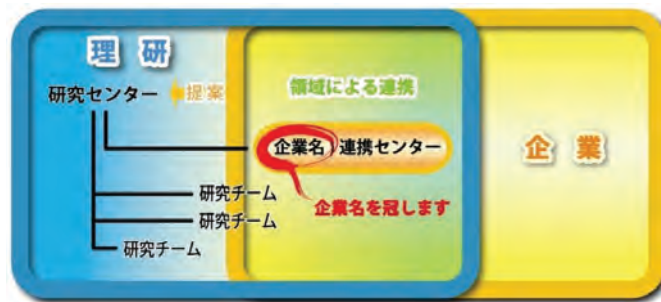 理研
研究センター
提案
領域による連携
企業名 連携センター
企業名を冠します
研究チーム
研究チーム
研究チーム
企業